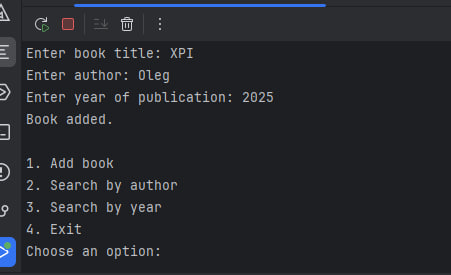 Enter book title: XPI
Enter author: Oleg
Enter year of publication: 2025
Book added.
1. Add book
2. Search by author
3. Search by year
4. Exit
Choose an option: